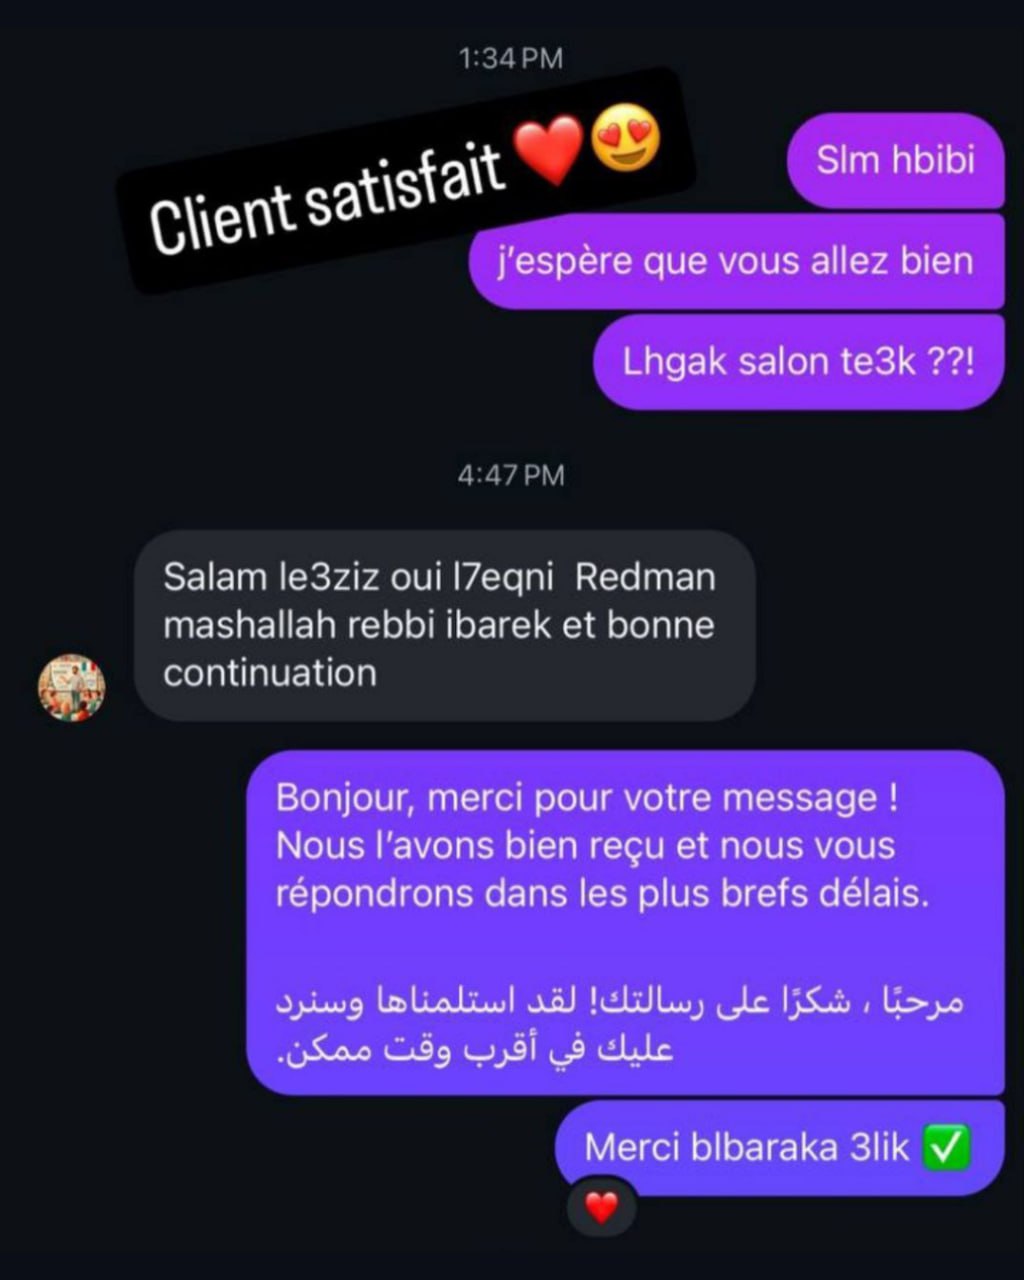 1:34 PM
Client satisfait ❤️😍
Slm hbibi
j'espère que vous allez bien
Lhgak salon te3k ??!
4:47 PM
Salam le3ziz oui l7eqni  Redman
mashallah rebbi ibarek et bonne
continuation
Bonjour, merci pour votre message !
Nous l'avons bien reçu et nous vous
répondrons dans les plus brefs délais.
مرحبًا ، شكرًا على رسالتك! لقد استلمناها وسنرد
عليك في أقرب وقت ممكن.
Merci blbaraka 3lik ✅
❤️